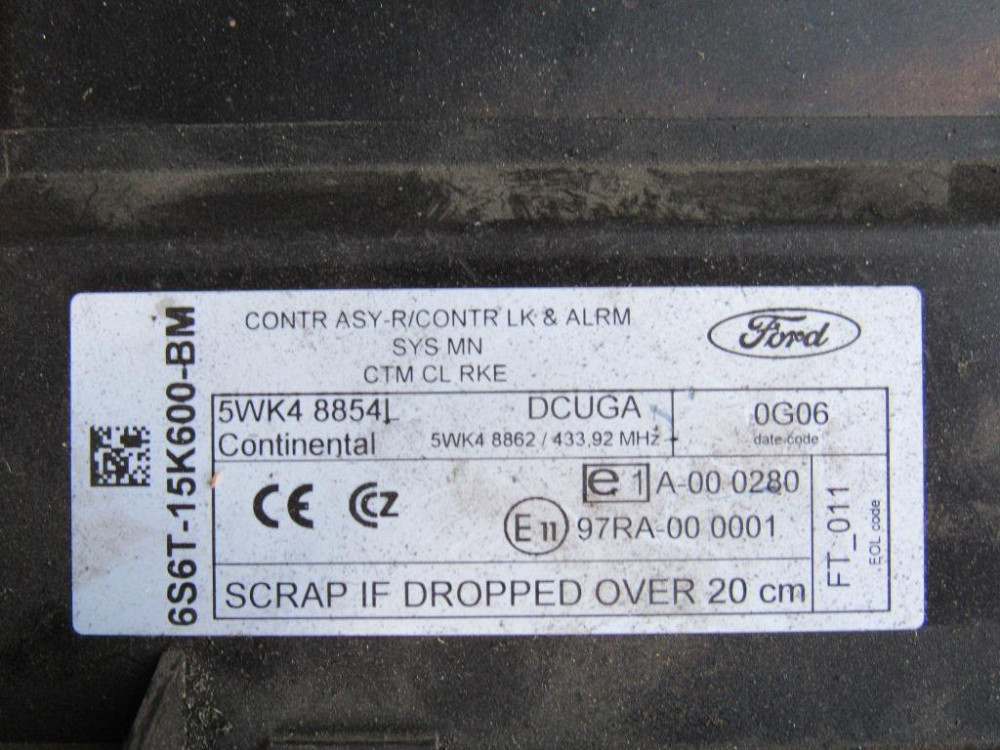 CONTR ASY-R/CONTR LK & ALRM
SYS MN
CTM CL RKE
Ford
6S6T-15K600-BM
5WK4 8854L DCUGA
Continental 5WK4 8862 / 433,92 MHz
0G06
date code
CE CZ
e 1 A-00 0280
E 11 97RA-00 0001
FT_011
EOL code
SCRAP IF DROPPED OVER 20 cm